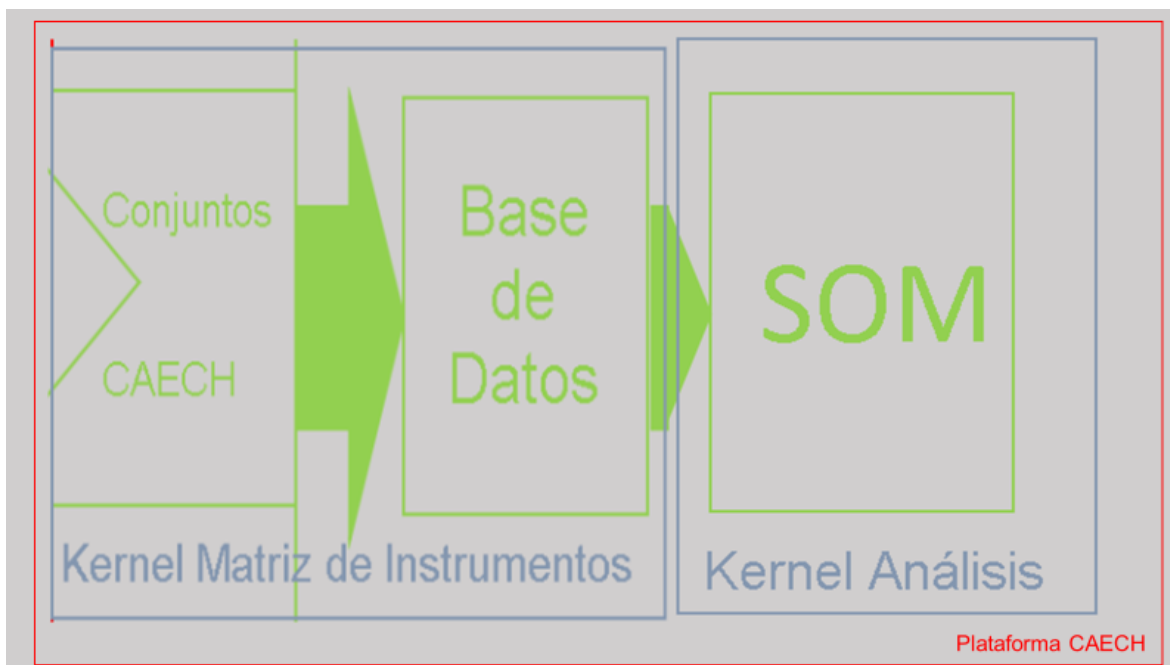 Conjuntos
CAECH
Base
de
Datos
SOM
Kernel Matriz de Instrumentos
Kernel Análisis
Plataforma CAECH